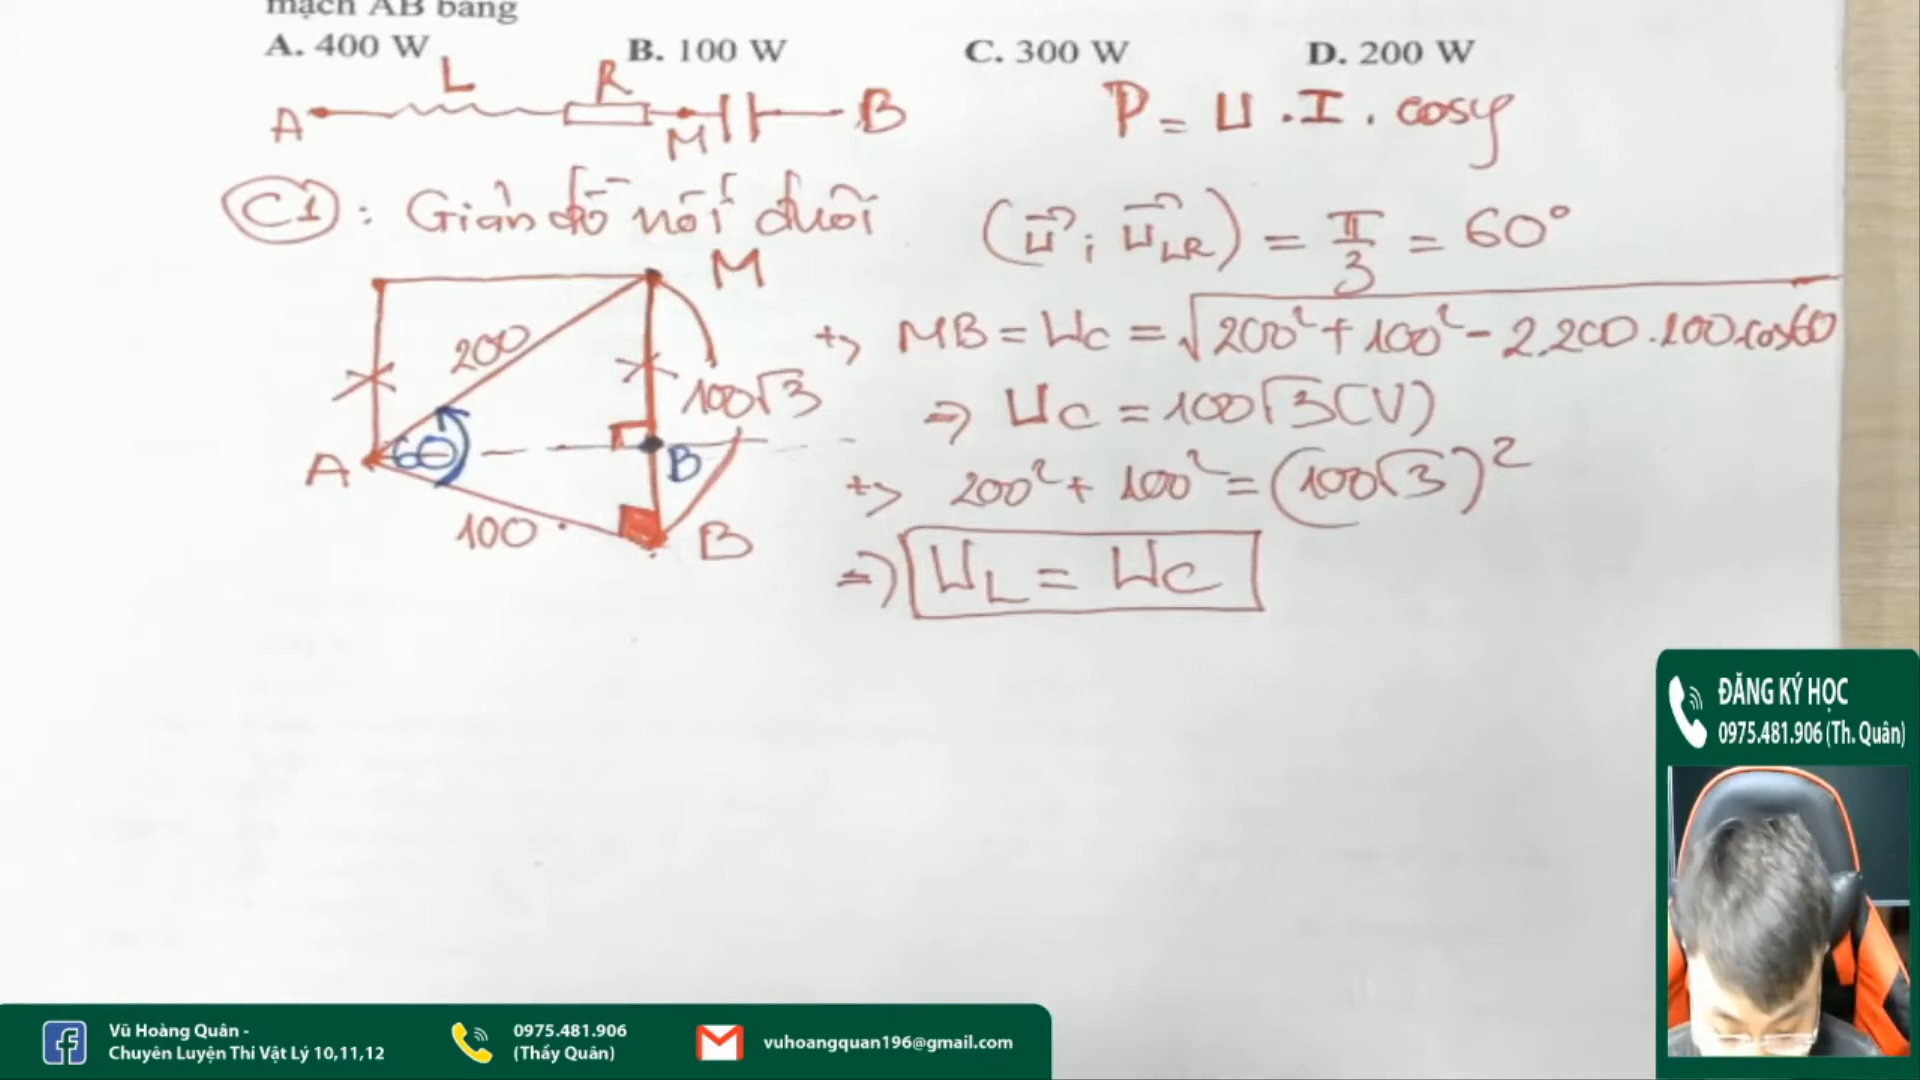 mạch AB bằng
A. 400 W B. 100 W C. 300 W D. 200 W
L R
A M B
P = U . I . cosφ
C1 : Giản đồ nối đuôi
(u⃗ ; u⃗LR) = π/3 = 60°
M
200
+> MB = UC = √(200² + 100² - 2.200.100.cos60)
100√3
=> UC = 100√3 (V)
A 60 B
+> 200² + 100² = (100√3)²
100 B
=> UL = UC
ĐĂNG KÝ HỌC
0975.481.906 (Th. Quân)
Vũ Hoàng Quân -
Chuyên Luyện Thi Vật Lý 10,11,12
0975.481.906
(Thầy Quân)
vuhoangquan196@gmail.com